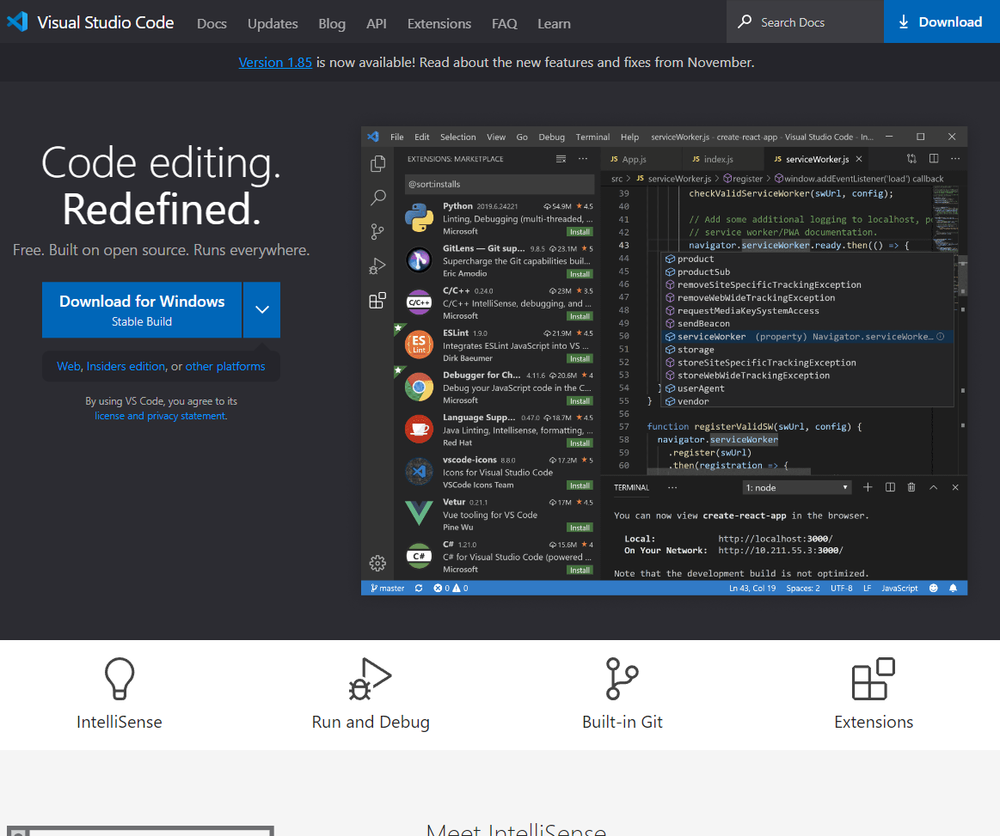 Visual Studio Code Docs Updates Blog API Extensions FAQ Learn Search Docs Download
Version 1.85 is now available! Read about the new features and fixes from November.
Code editing.
Redefined.
Free. Built on open source. Runs everywhere.
Download for Windows
Stable Build
Web, Insiders edition, or other platforms
By using VS Code, you agree to its
license and privacy statement.
File Edit Selection View Go Debug Terminal Help serviceWorker.js - create-react-app - Visual Studio Code - In...
EXTENSIONS: MARKETPLACE
@sort:installs
Python 2019.6.24221 54.9M 4.5
Linting, Debugging (multi-threaded, ...
Microsoft Install
GitLens — Git sup... 9.8.5 23.1M 5
Supercharge the Git capabilities buil...
Eric Amodio Install
C/C++ 0.24.0 23M 3.5
C/C++ IntelliSense, debugging, and ...
Microsoft Install
C/C++
ESLint 1.9.0 21.9M 4.5
Integrates ESLint JavaScript into VS ...
Dirk Baeumer Install
ES
Lint
Debugger for Ch... 4.11.6 20.6M 4
Debug your JavaScript code in the C...
Microsoft Install
Language Supp... 0.47.0 18.7M 4.5
Java Linting, Intellisense, formatting, ...
Red Hat Install
vscode-icons 8.8.0 17.2M 5
Icons for Visual Studio Code
VSCode Icons Team Install
Vetur 0.21.1 17M 4.5
Vue tooling for VS Code
Pine Wu Install
C# 1.21.0 15.6M 4
C# for Visual Studio Code (powered ...
Microsoft Install
C#
JS App.js JS index.js JS serviceWorker.js
src > JS serviceWorker.js > register > window.addEventListener('load') callback
39 checkValidServiceWorker(swUrl, config);
40
41 // Add some additional logging to localhost, po
42 // service worker/PWA documentation.
43 navigator.serviceWorker.ready.then(() => {
44 product
45 productSub
46 removeSiteSpecificTrackingException
47 removeWebWideTrackingException
48 requestMediaKeySystemAccess
49 sendBeacon
50 serviceWorker (property) Navigator.serviceWorke...
51 storage
52 storeSiteSpecificTrackingException
53 storeWebWideTrackingException
54 } userAgent
55 } vendor
56
57 function registerValidSW(swUrl, config) {
58 navigator.serviceWorker
59 .register(swUrl)
60 .then(registration => {
TERMINAL ... 1: node
You can now view create-react-app in the browser.
Local: http://localhost:3000/
On Your Network: http://10.211.55.3:3000/
Note that the development build is not optimized.
master 0 0 Ln 43, Col 19 Spaces: 2 UTF-8 LF JavaScript
IntelliSense
Run and Debug
Built-in Git
Extensions
Meet IntelliSense